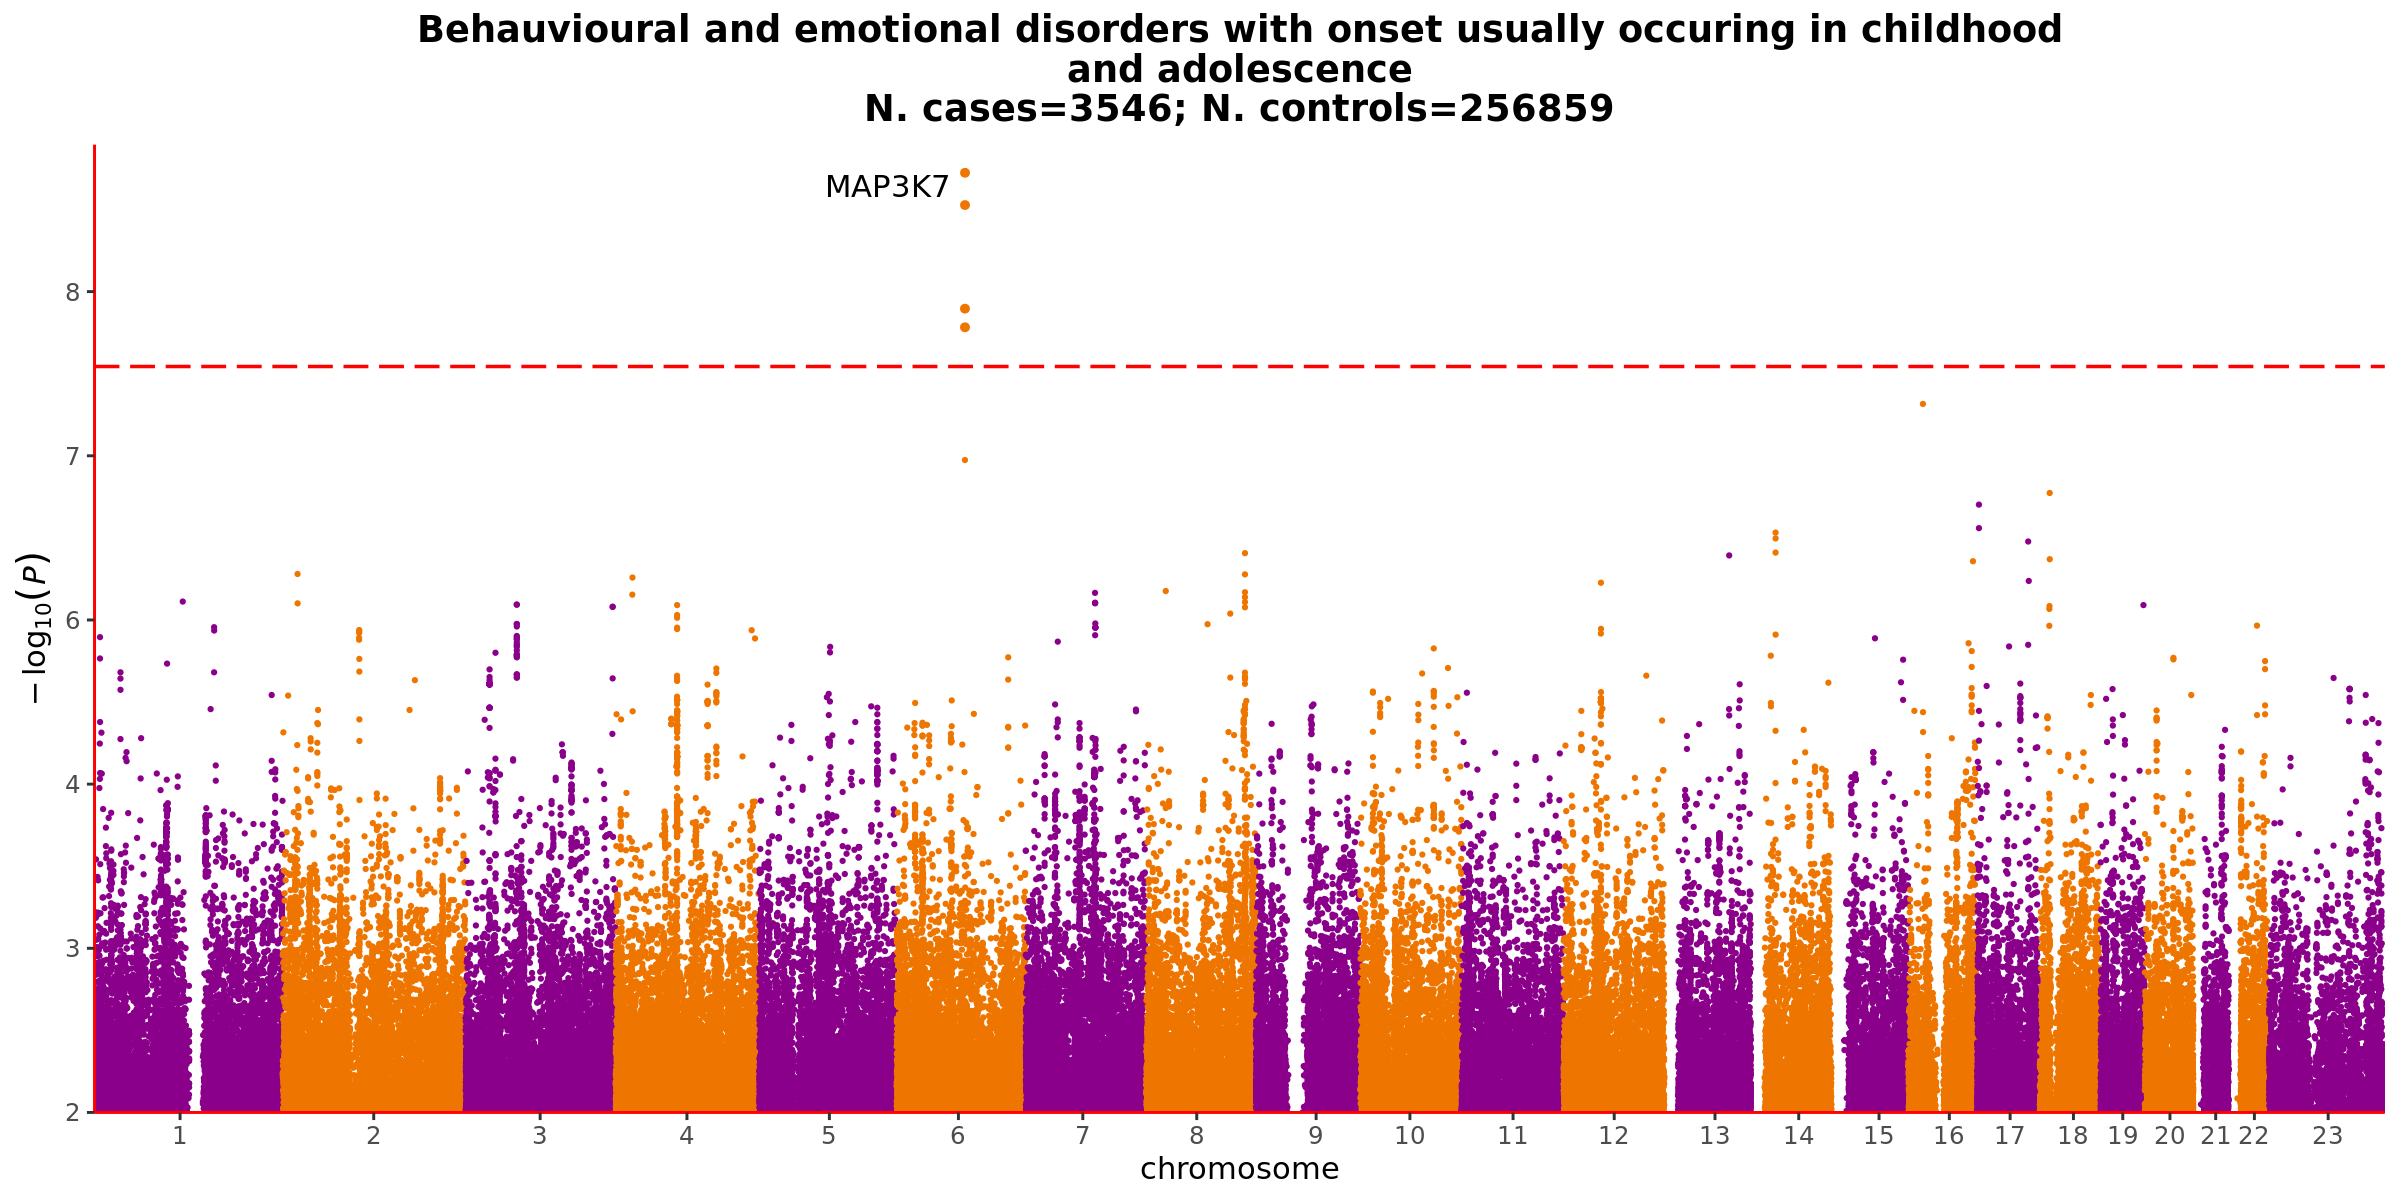 Behauvioural and emotional disorders with onset usually occuring in childhood
and adolescence
N. cases=3546; N. controls=256859
MAP3K7
8
7
6
5
4
3
2
−log10(P)
1 2 3 4 5 6 7 8 9 10 11 12 13 14 15 16 17 18 19 20 21 22 23
chromosome